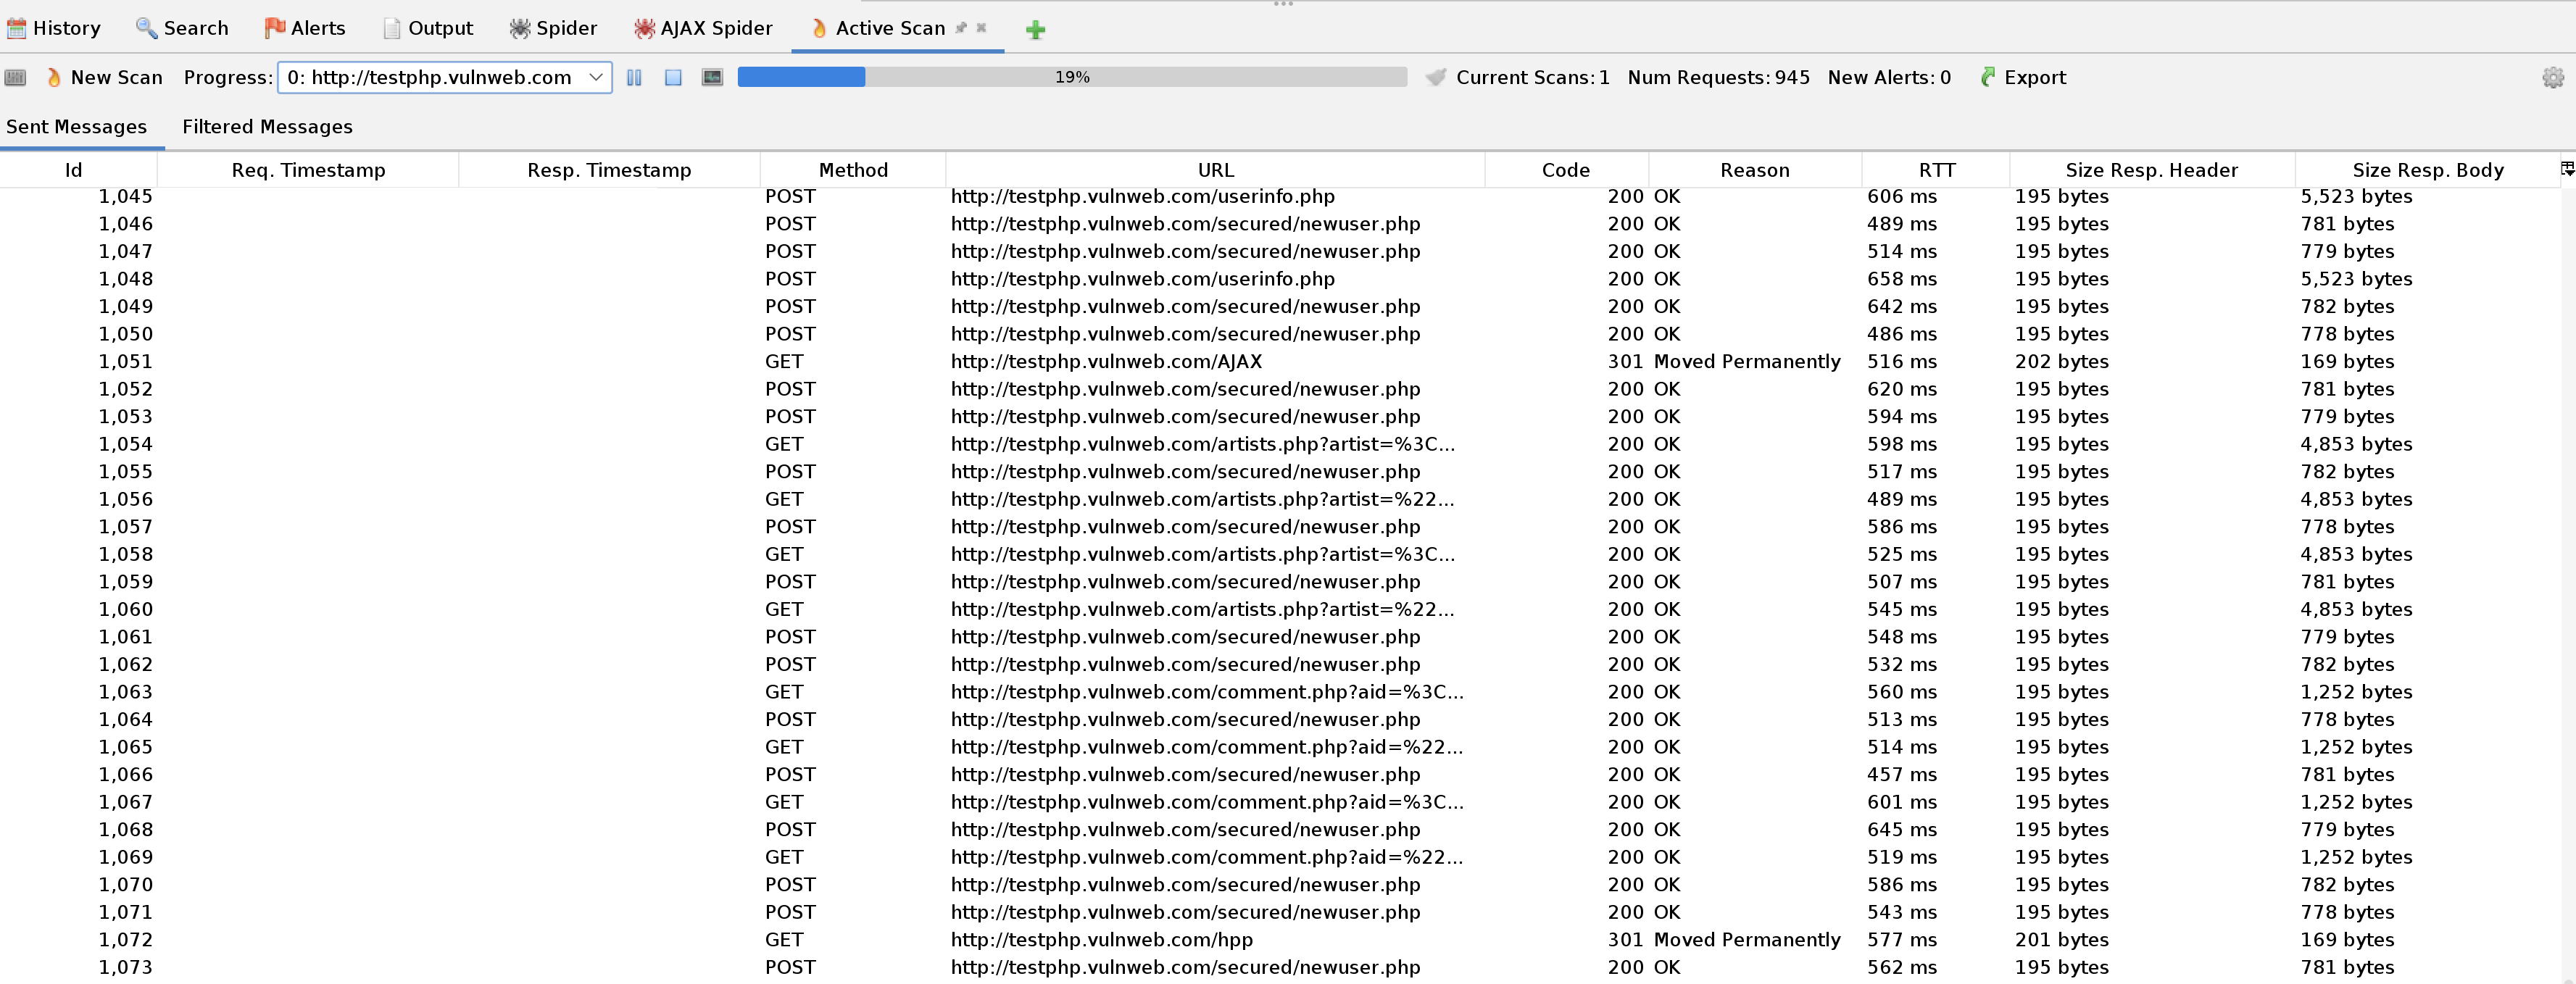 History Search Alerts Output Spider AJAX Spider Active Scan
New Scan Progress: 0: http://testphp.vulnweb.com 19% Current Scans: 1 Num Requests: 945 New Alerts: 0 Export
Sent Messages Filtered Messages
Id Req. Timestamp Resp. Timestamp Method URL Code Reason RTT Size Resp. Header Size Resp. Body
1,045 POST http://testphp.vulnweb.com/userinfo.php 200 OK 606 ms 195 bytes 5,523 bytes
1,046 POST http://testphp.vulnweb.com/secured/newuser.php 200 OK 489 ms 195 bytes 781 bytes
1,047 POST http://testphp.vulnweb.com/secured/newuser.php 200 OK 514 ms 195 bytes 779 bytes
1,048 POST http://testphp.vulnweb.com/userinfo.php 200 OK 658 ms 195 bytes 5,523 bytes
1,049 POST http://testphp.vulnweb.com/secured/newuser.php 200 OK 642 ms 195 bytes 782 bytes
1,050 POST http://testphp.vulnweb.com/secured/newuser.php 200 OK 486 ms 195 bytes 778 bytes
1,051 GET http://testphp.vulnweb.com/AJAX 301 Moved Permanently 516 ms 202 bytes 169 bytes
1,052 POST http://testphp.vulnweb.com/secured/newuser.php 200 OK 620 ms 195 bytes 781 bytes
1,053 POST http://testphp.vulnweb.com/secured/newuser.php 200 OK 594 ms 195 bytes 779 bytes
1,054 GET http://testphp.vulnweb.com/artists.php?artist=%3C... 200 OK 598 ms 195 bytes 4,853 bytes
1,055 POST http://testphp.vulnweb.com/secured/newuser.php 200 OK 517 ms 195 bytes 782 bytes
1,056 GET http://testphp.vulnweb.com/artists.php?artist=%22... 200 OK 489 ms 195 bytes 4,853 bytes
1,057 POST http://testphp.vulnweb.com/secured/newuser.php 200 OK 586 ms 195 bytes 778 bytes
1,058 GET http://testphp.vulnweb.com/artists.php?artist=%3C... 200 OK 525 ms 195 bytes 4,853 bytes
1,059 POST http://testphp.vulnweb.com/secured/newuser.php 200 OK 507 ms 195 bytes 781 bytes
1,060 GET http://testphp.vulnweb.com/artists.php?artist=%22... 200 OK 545 ms 195 bytes 4,853 bytes
1,061 POST http://testphp.vulnweb.com/secured/newuser.php 200 OK 548 ms 195 bytes 779 bytes
1,062 POST http://testphp.vulnweb.com/secured/newuser.php 200 OK 532 ms 195 bytes 782 bytes
1,063 GET http://testphp.vulnweb.com/comment.php?aid=%3C... 200 OK 560 ms 195 bytes 1,252 bytes
1,064 POST http://testphp.vulnweb.com/secured/newuser.php 200 OK 513 ms 195 bytes 778 bytes
1,065 GET http://testphp.vulnweb.com/comment.php?aid=%22... 200 OK 514 ms 195 bytes 1,252 bytes
1,066 POST http://testphp.vulnweb.com/secured/newuser.php 200 OK 457 ms 195 bytes 781 bytes
1,067 GET http://testphp.vulnweb.com/comment.php?aid=%3C... 200 OK 601 ms 195 bytes 1,252 bytes
1,068 POST http://testphp.vulnweb.com/secured/newuser.php 200 OK 645 ms 195 bytes 779 bytes
1,069 GET http://testphp.vulnweb.com/comment.php?aid=%22... 200 OK 519 ms 195 bytes 1,252 bytes
1,070 POST http://testphp.vulnweb.com/secured/newuser.php 200 OK 586 ms 195 bytes 782 bytes
1,071 POST http://testphp.vulnweb.com/secured/newuser.php 200 OK 543 ms 195 bytes 778 bytes
1,072 GET http://testphp.vulnweb.com/hpp 301 Moved Permanently 577 ms 201 bytes 169 bytes
1,073 POST http://testphp.vulnweb.com/secured/newuser.php 200 OK 562 ms 195 bytes 781 bytes